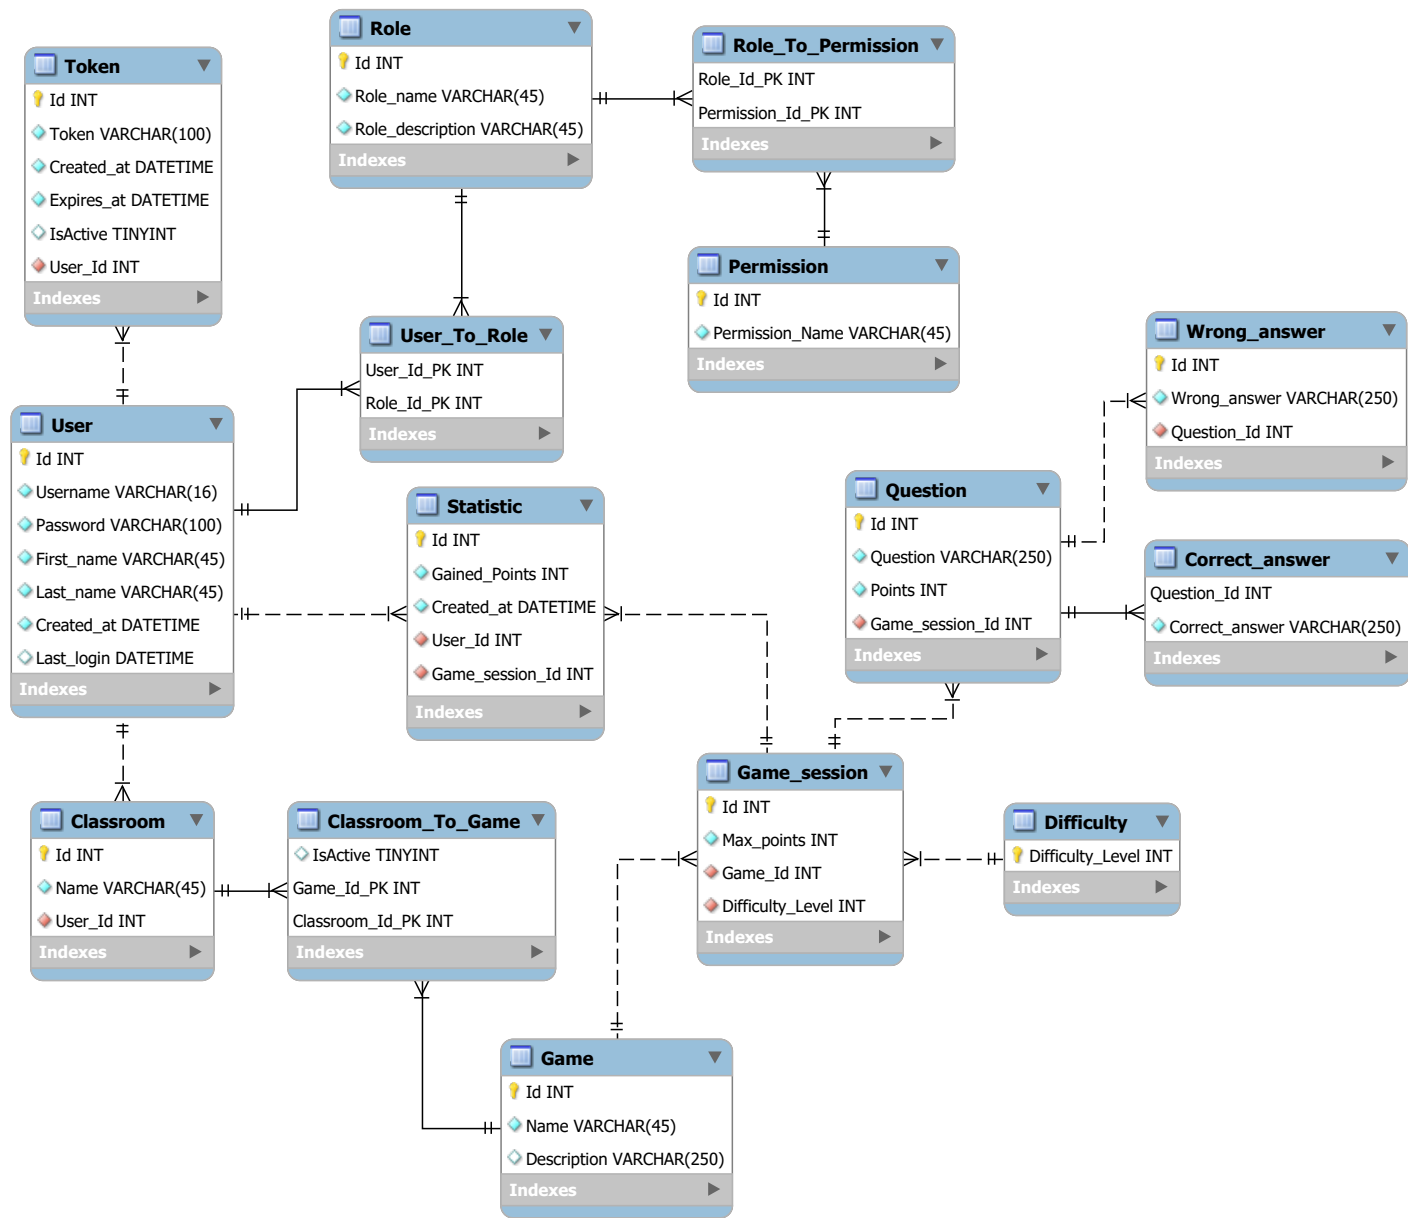 Token
Id INT
Token VARCHAR(100)
Created_at DATETIME
Expires_at DATETIME
IsActive TINYINT
User_Id INT
Indexes
Role
Id INT
Role_name VARCHAR(45)
Role_description VARCHAR(45)
Indexes
Role_To_Permission
Role_Id_PK INT
Permission_Id_PK INT
Indexes
Permission
Id INT
Permission_Name VARCHAR(45)
Indexes
User_To_Role
User_Id_PK INT
Role_Id_PK INT
Indexes
User
Id INT
Username VARCHAR(16)
Password VARCHAR(100)
First_name VARCHAR(45)
Last_name VARCHAR(45)
Created_at DATETIME
Last_login DATETIME
Indexes
Statistic
Id INT
Gained_Points INT
Created_at DATETIME
User_Id INT
Game_session_Id INT
Indexes
Question
Id INT
Question VARCHAR(250)
Points INT
Game_session_Id INT
Indexes
Wrong_answer
Id INT
Wrong_answer VARCHAR(250)
Question_Id INT
Indexes
Correct_answer
Question_Id INT
Correct_answer VARCHAR(250)
Indexes
Classroom
Id INT
Name VARCHAR(45)
User_Id INT
Indexes
Classroom_To_Game
IsActive TINYINT
Game_Id_PK INT
Classroom_Id_PK INT
Indexes
Game_session
Id INT
Max_points INT
Game_Id INT
Difficulty_Level INT
Indexes
Difficulty
Difficulty_Level INT
Indexes
Game
Id INT
Name VARCHAR(45)
Description VARCHAR(250)
Indexes